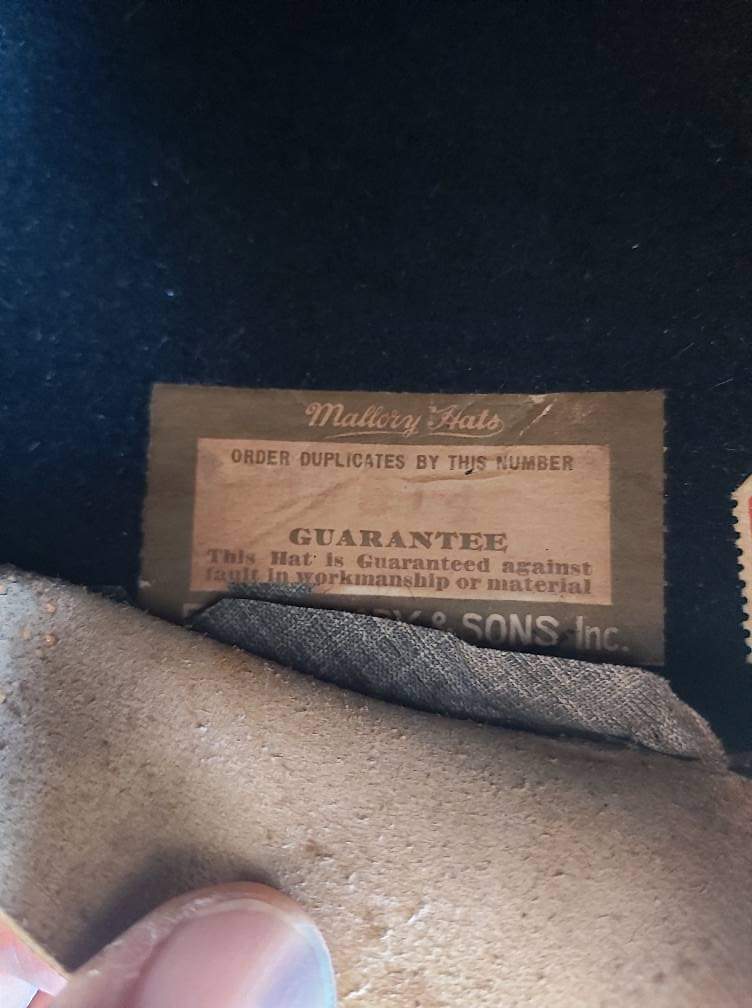 Mallory Hats
ORDER DUPLICATES BY THIS NUMBER
GUARANTEE
This Hat is Guaranteed against
fault in workmanship or material
& SONS Inc.